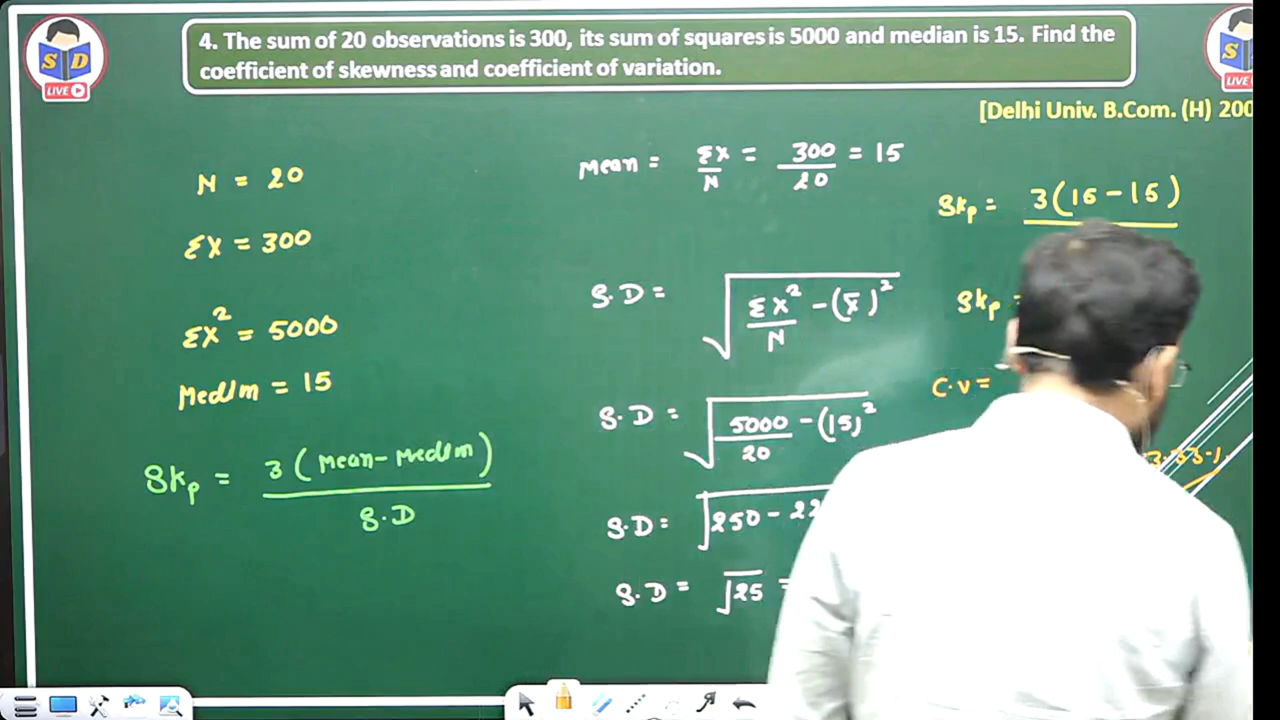 4. The sum of 20 observations is 300, its sum of squares is 5000 and median is 15. Find the
coefficient of skewness and coefficient of variation.
[Delhi Univ. B.Com. (H) 200
S D
LIVE
S
LIVE
N = 20
ΣX = 300
ΣX² = 5000
Median = 15
Skp = 3 ( Mean - Median ) / S.D
Mean = ΣX / N = 300 / 20 = 15
S.D = √ ΣX² / N - (x̄)²
S.D = √ 5000 / 20 - (15)²
S.D = √ 250 - 22
S.D = √25 =
Skp = 3(15 - 15)
Skp =
C.V =